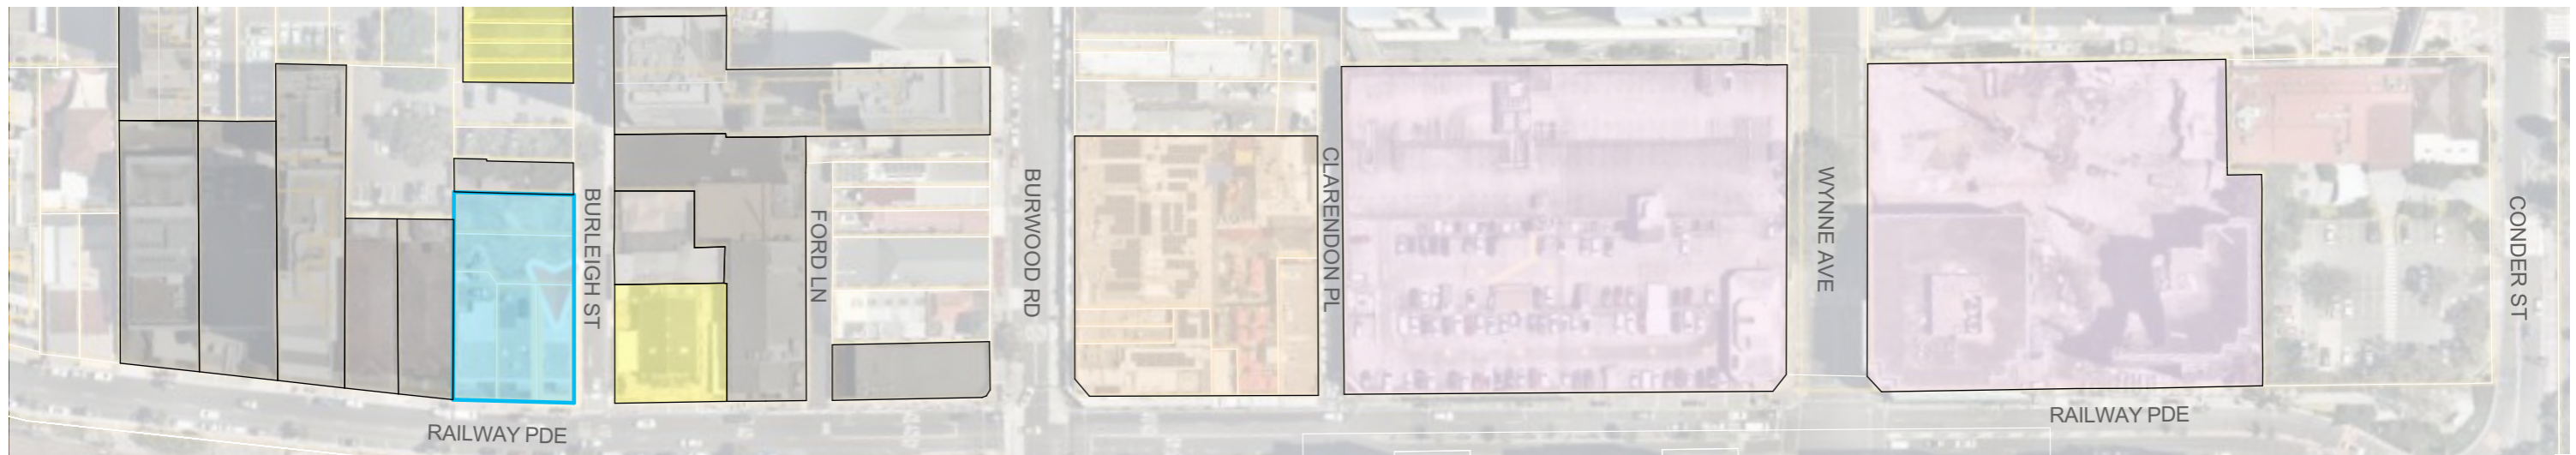 BURLEIGH ST
FORD LN
BURWOOD RD
CLARENDON PL
WYNNE AVE
CONDER ST
RAILWAY PDE
RAILWAY PDE